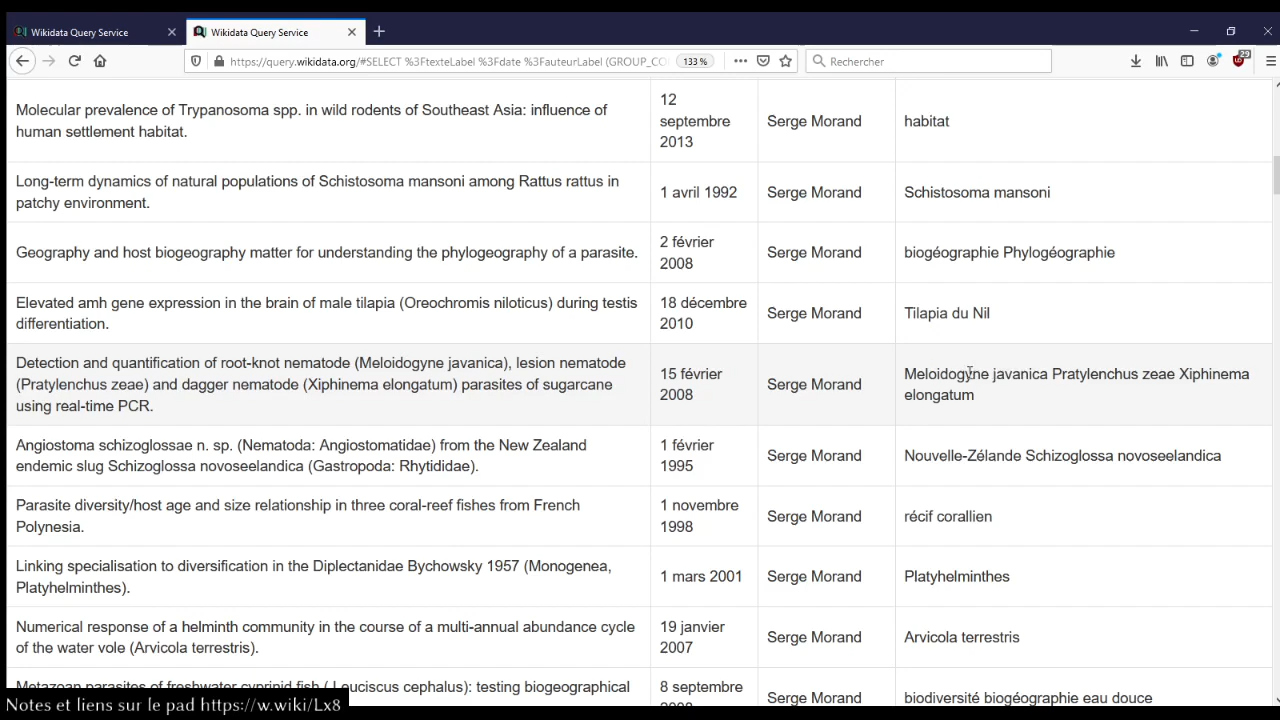 Wikidata Query Service
Wikidata Query Service
https://query.wikidata.org/#SELECT %3FtexteLabel %3Fdate %3FauteurLabel (GROUP_CO
133 %
Rechercher
29
Molecular prevalence of Trypanosoma spp. in wild rodents of Southeast Asia: influence of
human settlement habitat.
12
septembre
2013
Serge Morand
habitat
Long-term dynamics of natural populations of Schistosoma mansoni among Rattus rattus in
patchy environment.
1 avril 1992
Serge Morand
Schistosoma mansoni
Geography and host biogeography matter for understanding the phylogeography of a parasite.
2 février
2008
Serge Morand
biogéographie Phylogéographie
Elevated amh gene expression in the brain of male tilapia (Oreochromis niloticus) during testis
differentiation.
18 décembre
2010
Serge Morand
Tilapia du Nil
Detection and quantification of root-knot nematode (Meloidogyne javanica), lesion nematode
(Pratylenchus zeae) and dagger nematode (Xiphinema elongatum) parasites of sugarcane
using real-time PCR.
15 février
2008
Serge Morand
Meloidogyne javanica Pratylenchus zeae Xiphinema
elongatum
Angiostoma schizoglossae n. sp. (Nematoda: Angiostomatidae) from the New Zealand
endemic slug Schizoglossa novoseelandica (Gastropoda: Rhytididae).
1 février
1995
Serge Morand
Nouvelle-Zélande Schizoglossa novoseelandica
Parasite diversity/host age and size relationship in three coral-reef fishes from French
Polynesia.
1 novembre
1998
Serge Morand
récif corallien
Linking specialisation to diversification in the Diplectanidae Bychowsky 1957 (Monogenea,
Platyhelminthes).
1 mars 2001
Serge Morand
Platyhelminthes
Numerical response of a helminth community in the course of a multi-annual abundance cycle
of the water vole (Arvicola terrestris).
19 janvier
2007
Serge Morand
Arvicola terrestris
Metazoan parasites of freshwater cyprinid fish ( Leuciscus cephalus): testing biogeographical
8 septembre
Serge Morand
biodiversité biogéographie eau douce
Notes et liens sur le pad https://w.wiki/Lx8